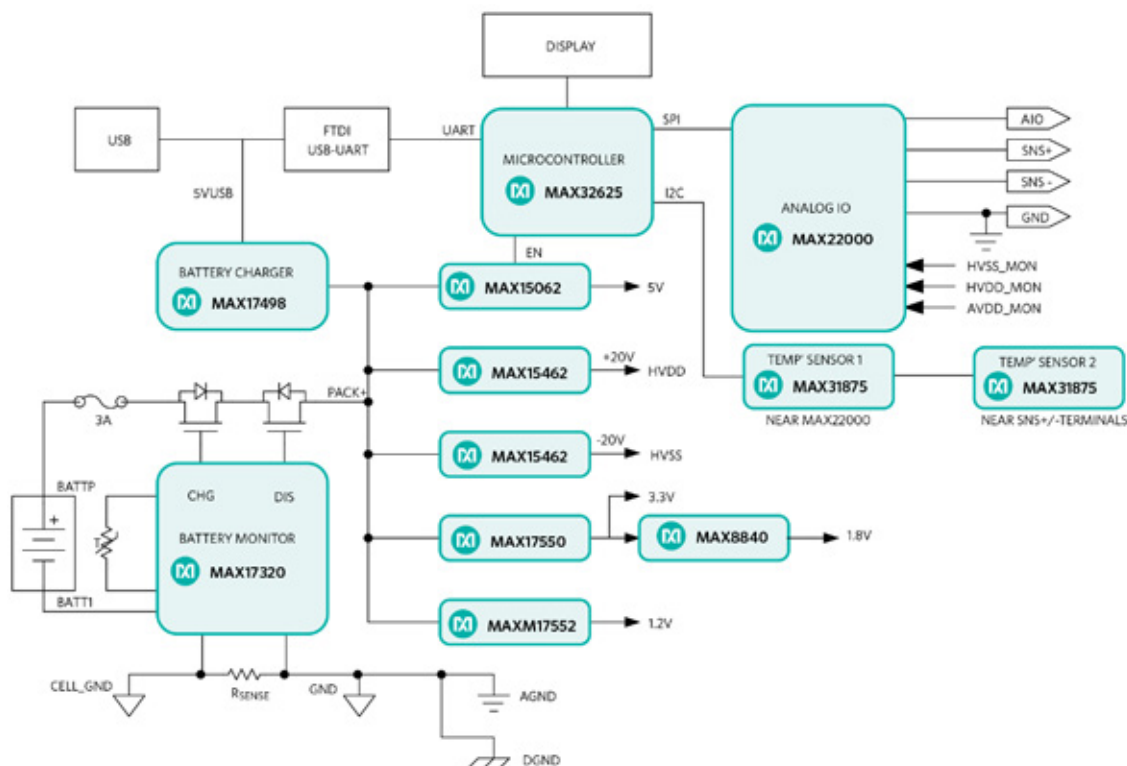 DISPLAY
USB
FTDI
USB-UART
UART
MICROCONTROLLER
MAX32625
SPI
I2C
EN
ANALOG IO
MAX22000
AIO
SNS+
SNS -
GND
HVSS_MON
HVDD_MON
AVDD_MON
5VUSB
BATTERY CHARGER
MAX17498
MAX15062
5V
TEMP' SENSOR 1
MAX31875
NEAR MAX22000
TEMP' SENSOR 2
MAX31875
NEAR SNS+/-TERMINALS
MAX15462
+20V
HVDD
3A
PACK+
MAX15462
-20V
HVSS
BATTP
+
T
BATT1
CHG
DIS
BATTERY MONITOR
MAX17320
MAX17550
3.3V
MAX8840
1.8V
MAXM17552
1.2V
CELL_GND
RSENSE
GND
AGND
DGND